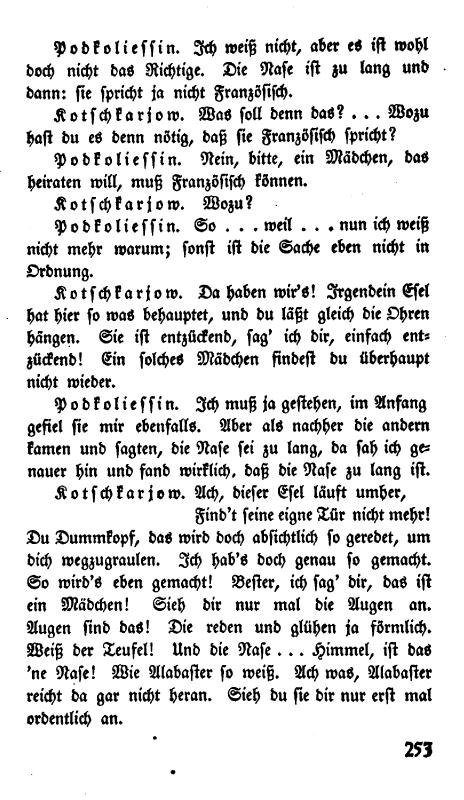 Podkoliessin. Ich weiß nicht, aber es ist wohl
doch nicht das Richtige. Die Nase ist zu lang und
dann: sie spricht ja nicht Französisch.
Kotschkarjow. Was soll denn das? . . . Wozu
hast du es denn nötig, daß sie Französisch spricht?
Podkoliessin. Nein, bitte, ein Mädchen, das
heiraten will, muß Französisch können.
Kotschkarjow. Wozu?
Podkoliessin. So . . . weil . . . nun ich weiß
nicht mehr warum; sonst ist die Sache eben nicht in
Ordnung.
Kotschkarjow. Da haben wir's! Irgendein Esel
hat hier so was behauptet, und du läßt gleich die Ohren
hängen. Sie ist entzückend, sag' ich dir, einfach ent-
zückend! Ein solches Mädchen findest du überhaupt
nicht wieder.
Podkoliessin. Ich muß ja gestehen, im Anfang
gefiel sie mir ebenfalls. Aber als nachher die andern
kamen und sagten, die Nase sei zu lang, da sah ich ge-
nauer hin und fand wirklich, daß die Nase zu lang ist.
Kotschkarjow. Ach, dieser Esel läuft umher,
Find't seine eigne Tür nicht mehr!
Du Dummkopf, das wird doch absichtlich so geredet, um
dich wegzugraulen. Ich hab's doch genau so gemacht.
So wird's eben gemacht! Bester, ich sag' dir, das ist
ein Mädchen! Sieh dir nur mal die Augen an.
Augen sind das! Die reden und glühen ja förmlich.
Weiß der Teufel! Und die Nase . . . Himmel, ist das
'ne Nase! Wie Alabaster so weiß. Ach was, Alabaster
reicht da gar nicht heran. Sieh du sie dir nur erst mal
ordentlich an.
253